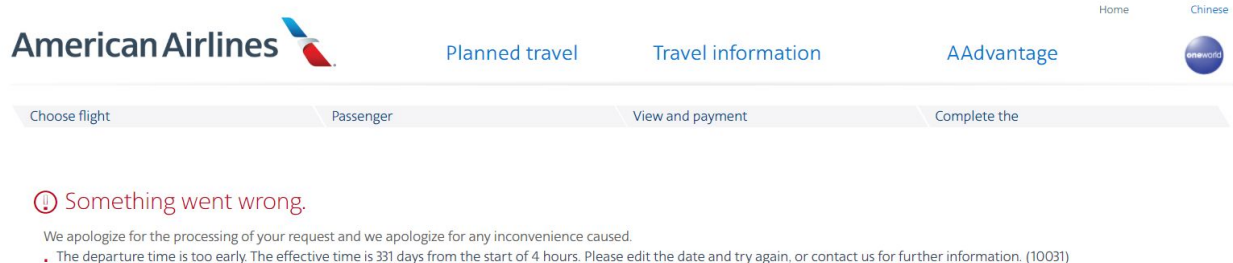 Home Chinese
American Airlines Planned travel Travel information AAdvantage oneworld
Choose flight Passenger View and payment Complete the
Something went wrong.
We apologize for the processing of your request and we apologize for any inconvenience caused.
The departure time is too early. The effective time is 331 days from the start of 4 hours. Please edit the date and try again, or contact us for further information. (10031)